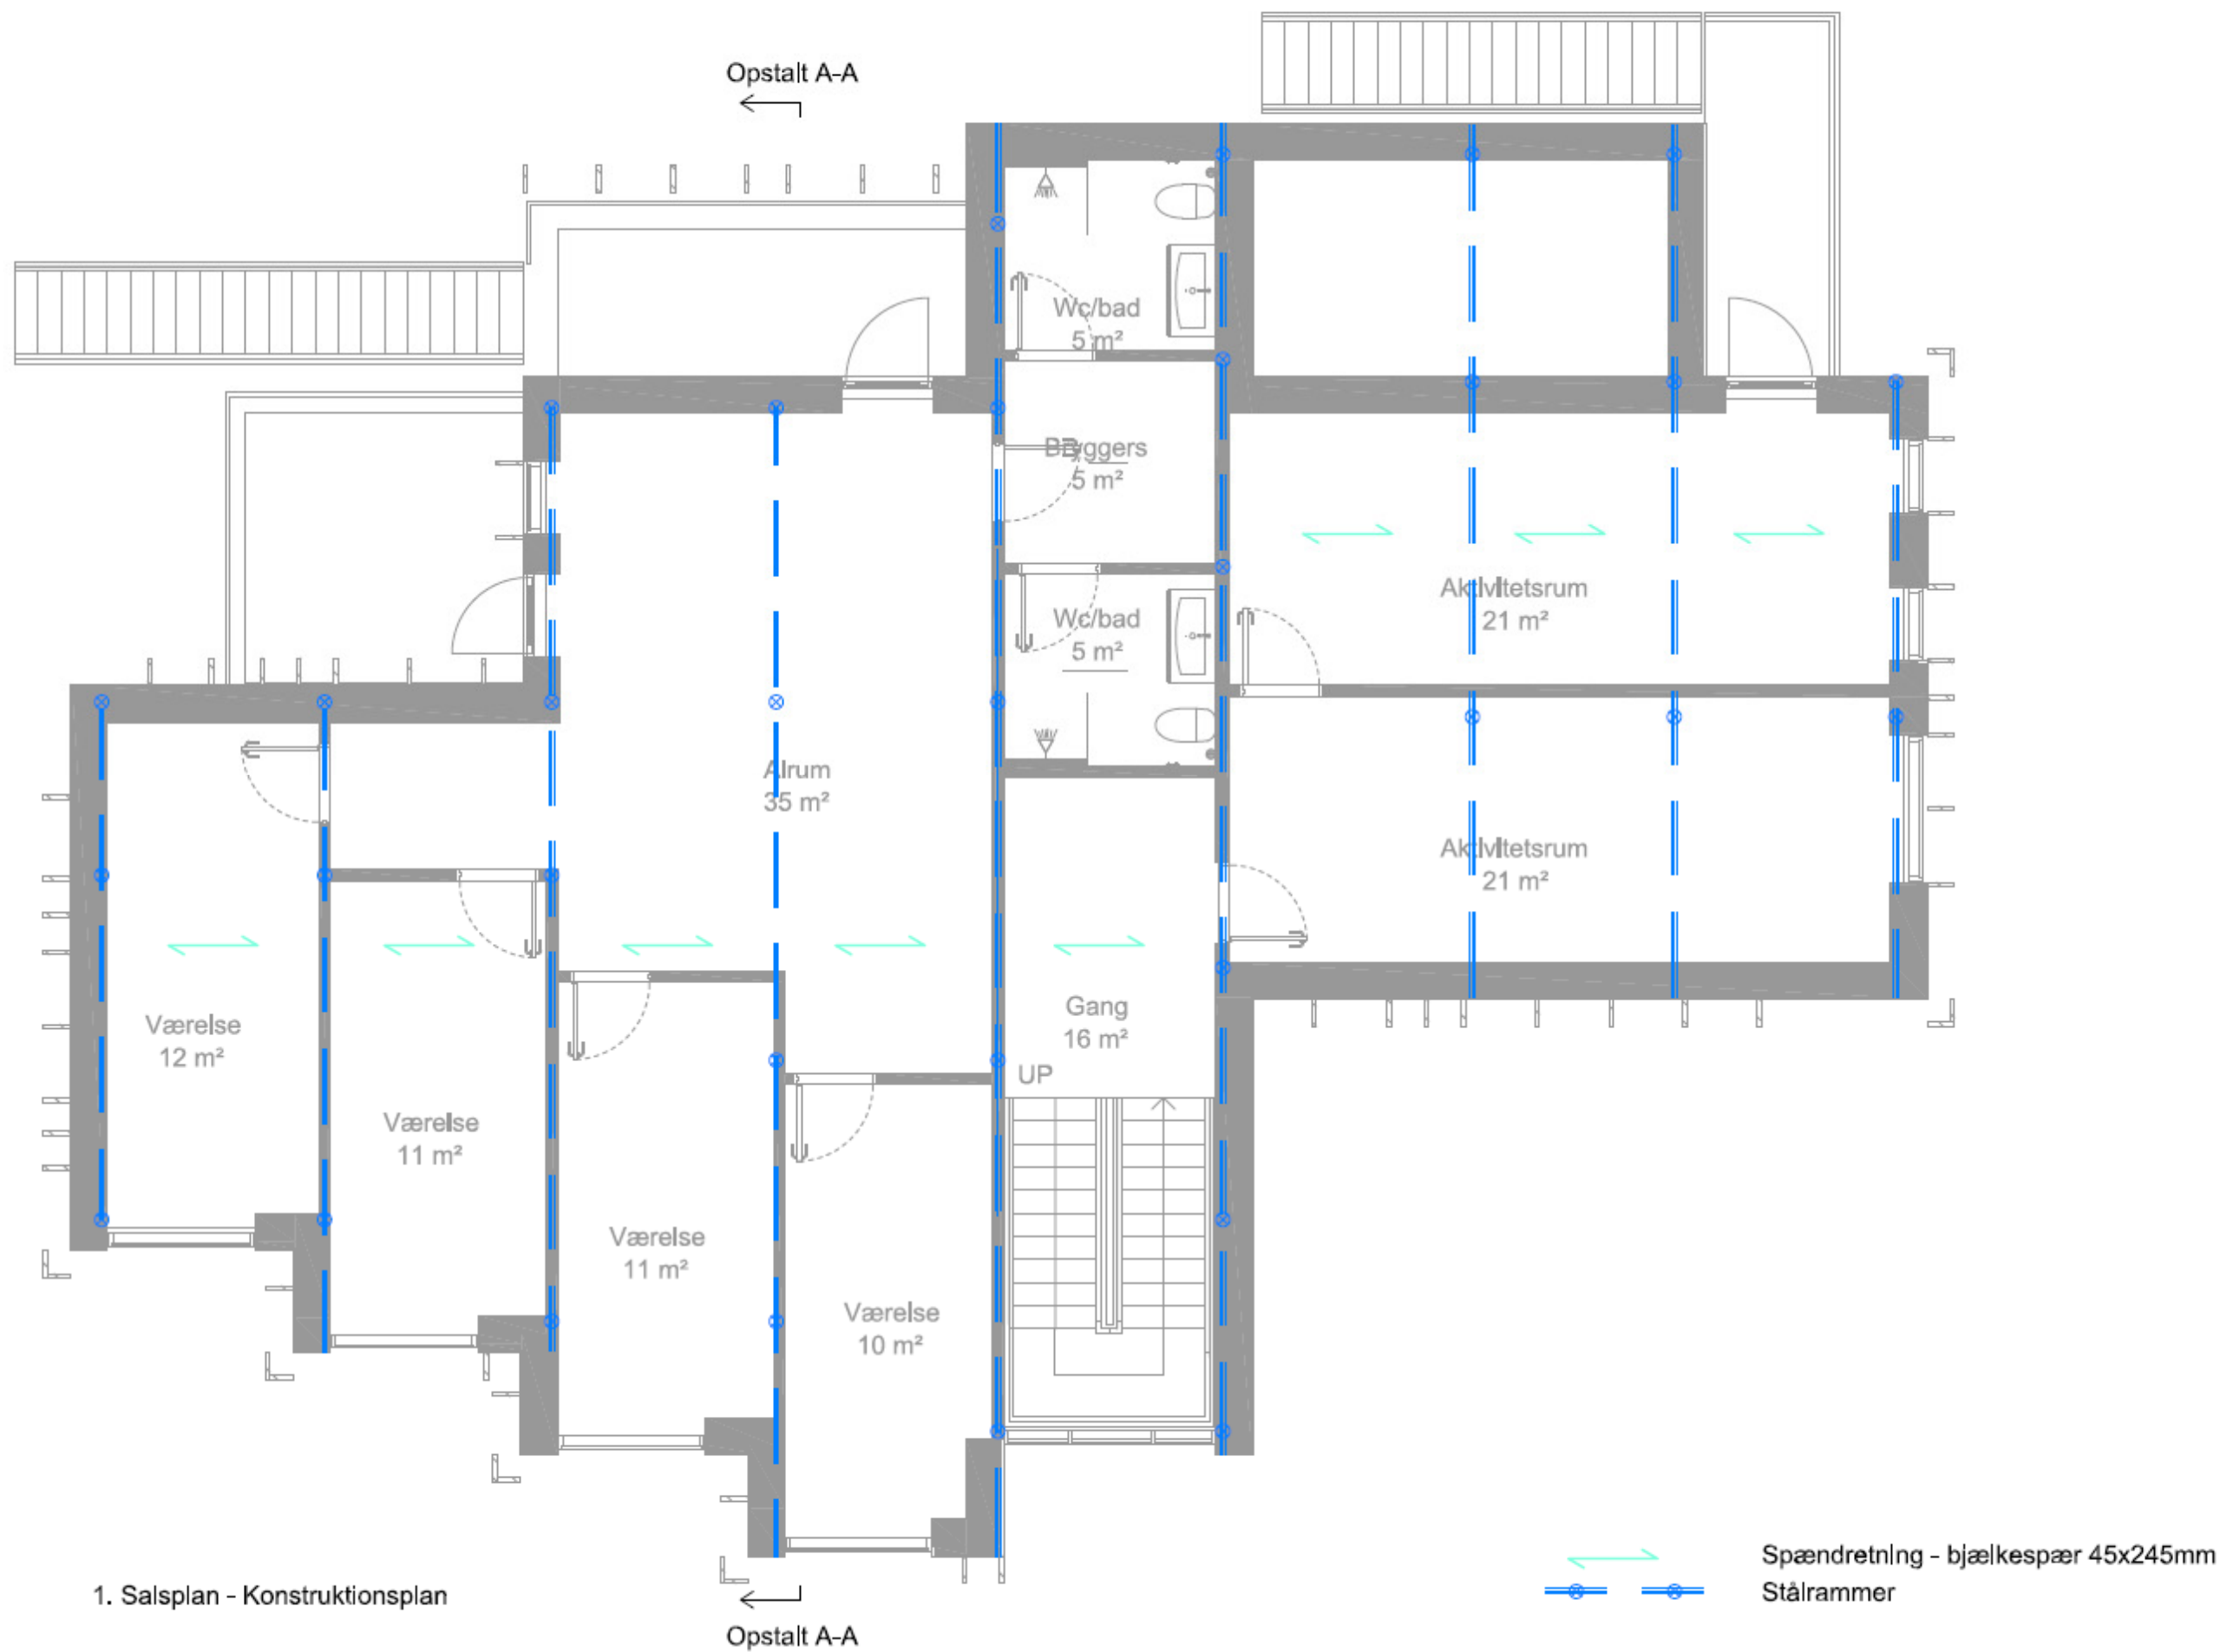 Opstalt A-A
Wc/bad
5 m²
Bryggers
5 m²
Aktivitetsrum
21 m²
Wc/bad
5 m²
Alrum
35 m²
Aktivitetsrum
21 m²
Værelse
12 m²
Gang
16 m²
UP
Værelse
11 m²
Værelse
11 m²
Værelse
10 m²
Spændretning - bjælkespær 45x245mm
Stålrammer
1. Salsplan - Konstruktionsplan
Opstalt A-A